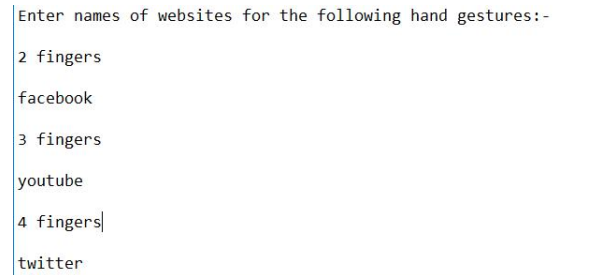 Enter names of websites for the following hand gestures:-
2 fingers
facebook
3 fingers
youtube
4 fingers
twitter